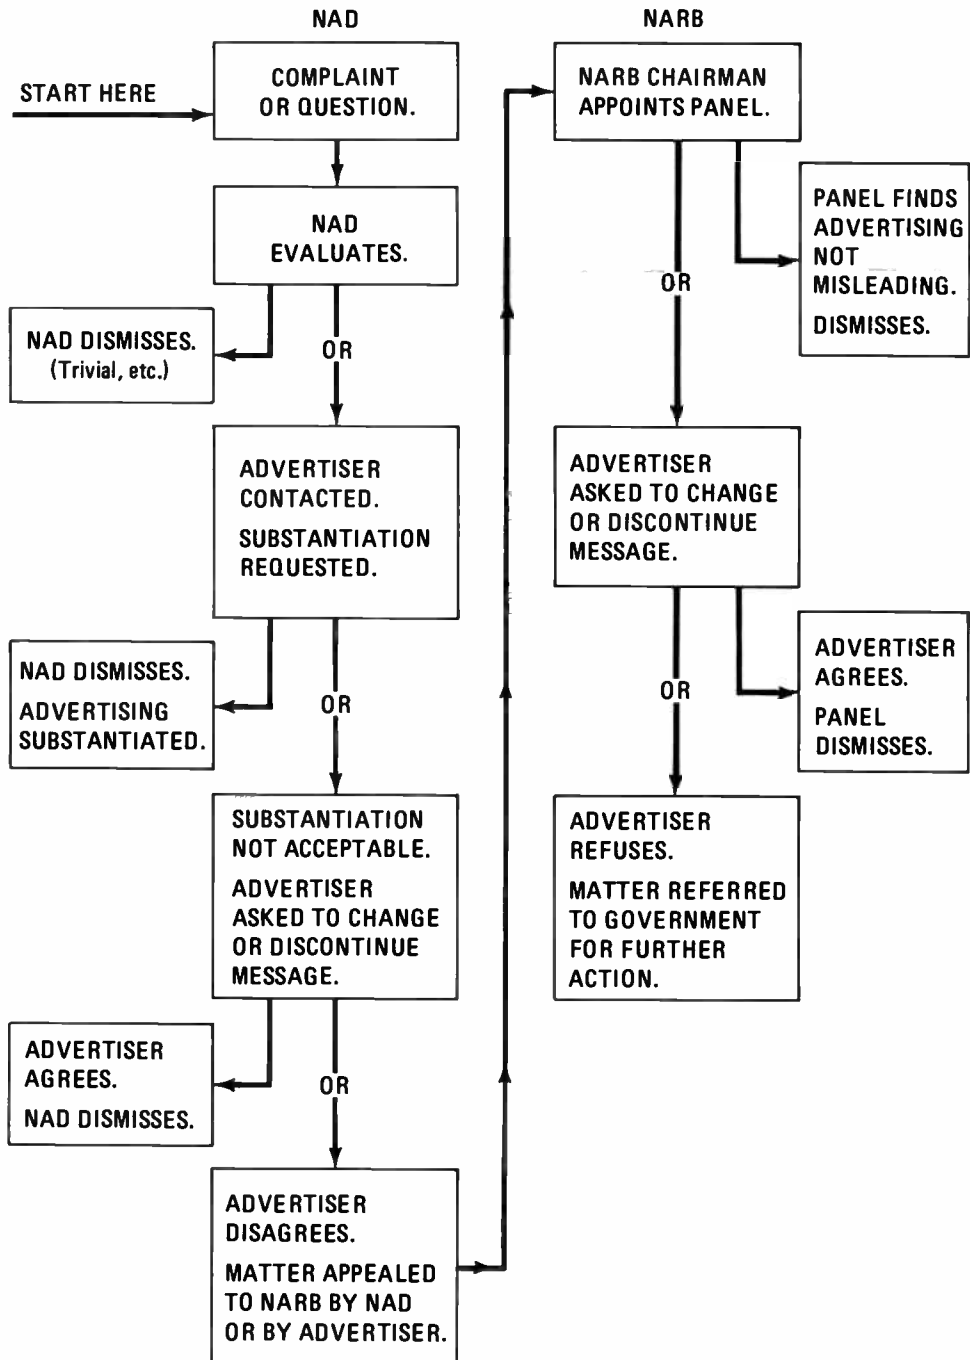 NAD
START HERE
COMPLAINT
OR QUESTION.
NAD
EVALUATES.
NAD DISMISSES.
(Trivial, etc.)
OR
ADVERTISER
CONTACTED.
SUBSTANTIATION
REQUESTED.
NAD DISMISSES.
ADVERTISING
SUBSTANTIATED.
OR
SUBSTANTIATION
NOT ACCEPTABLE.
ADVERTISER
ASKED TO CHANGE
OR DISCONTINUE
MESSAGE.
ADVERTISER
AGREES.
NAD DISMISSES.
OR
ADVERTISER
DISAGREES.
MATTER APPEALED
TO NARB BY NAD
OR BY ADVERTISER.
NARB
NARB CHAIRMAN
APPOINTS PANEL.
PANEL FINDS
ADVERTISING
NOT
MISLEADING.
DISMISSES.
OR
ADVERTISER
ASKED TO CHANGE
OR DISCONTINUE
MESSAGE.
ADVERTISER
AGREES.
PANEL
DISMISSES.
OR
ADVERTISER
REFUSES.
MATTER REFERRED
TO GOVERNMENT
FOR FURTHER
ACTION.